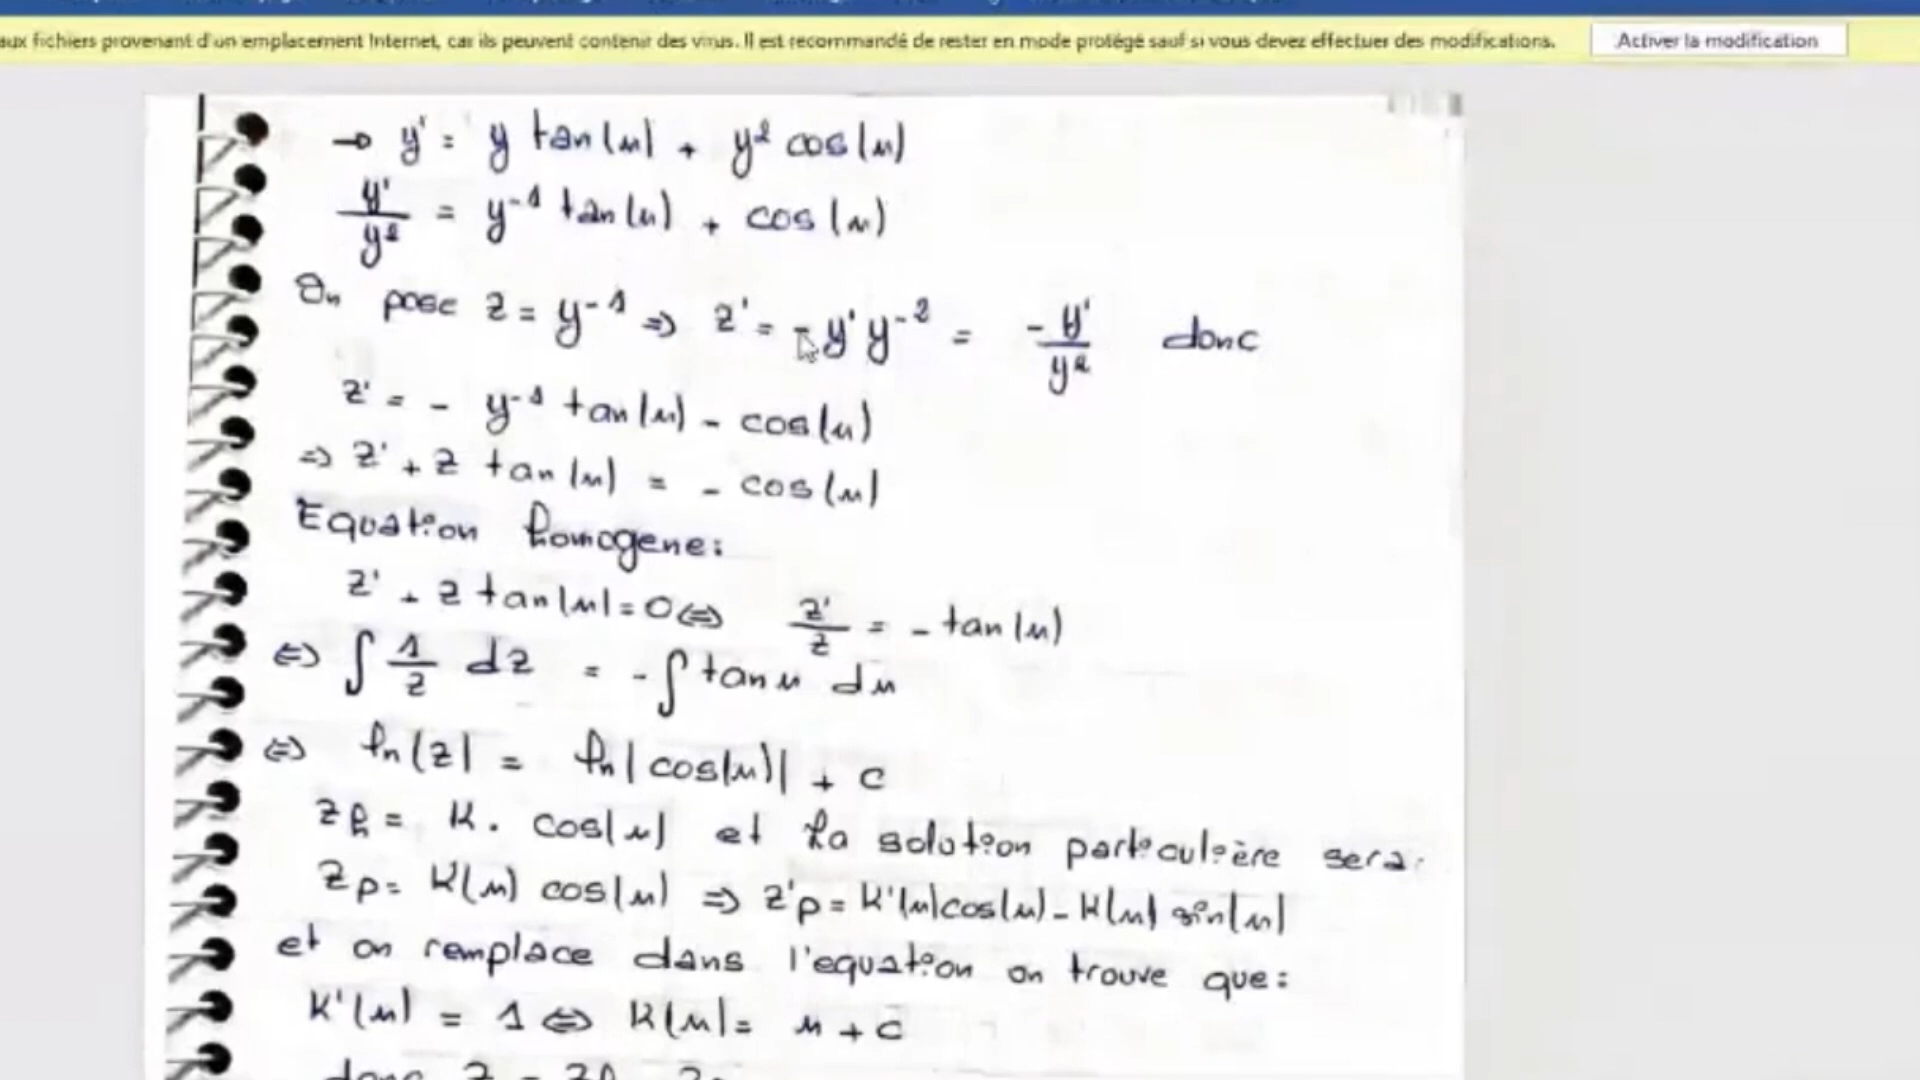 aux fichiers provenant d'un emplacement Internet, car ils peuvent contenir des virus. Il est recommandé de rester en mode protégé sauf si vous devez effectuer des modifications. Activer la modification
→ y' = y tan(x) + y² cos(x)
y'/y² = y⁻¹ tan(x) + cos(x)
On pose z = y⁻¹ ⇒ z' = -y'y⁻² = -y'/y² donc
z' = - y⁻¹ tan(x) - cos(x)
⇒ z' + z tan(x) = - cos(x)
Equation homogene:
z' + z tan(x) = 0 ⇔ z'/z = - tan(x)
⇔ ∫ 1/z dz = - ∫ tan x dx
⇔ ln|z| = ln|cos(x)| + c
zh = K. cos(x) et la solution particulière sera:
zp = K(x) cos(x) ⇒ z'p = K'(x)cos(x) - K(x) sin(x)
et on remplace dans l'equation on trouve que:
K'(x) = 1 ⇔ K(x) = x + c
donc z = zh